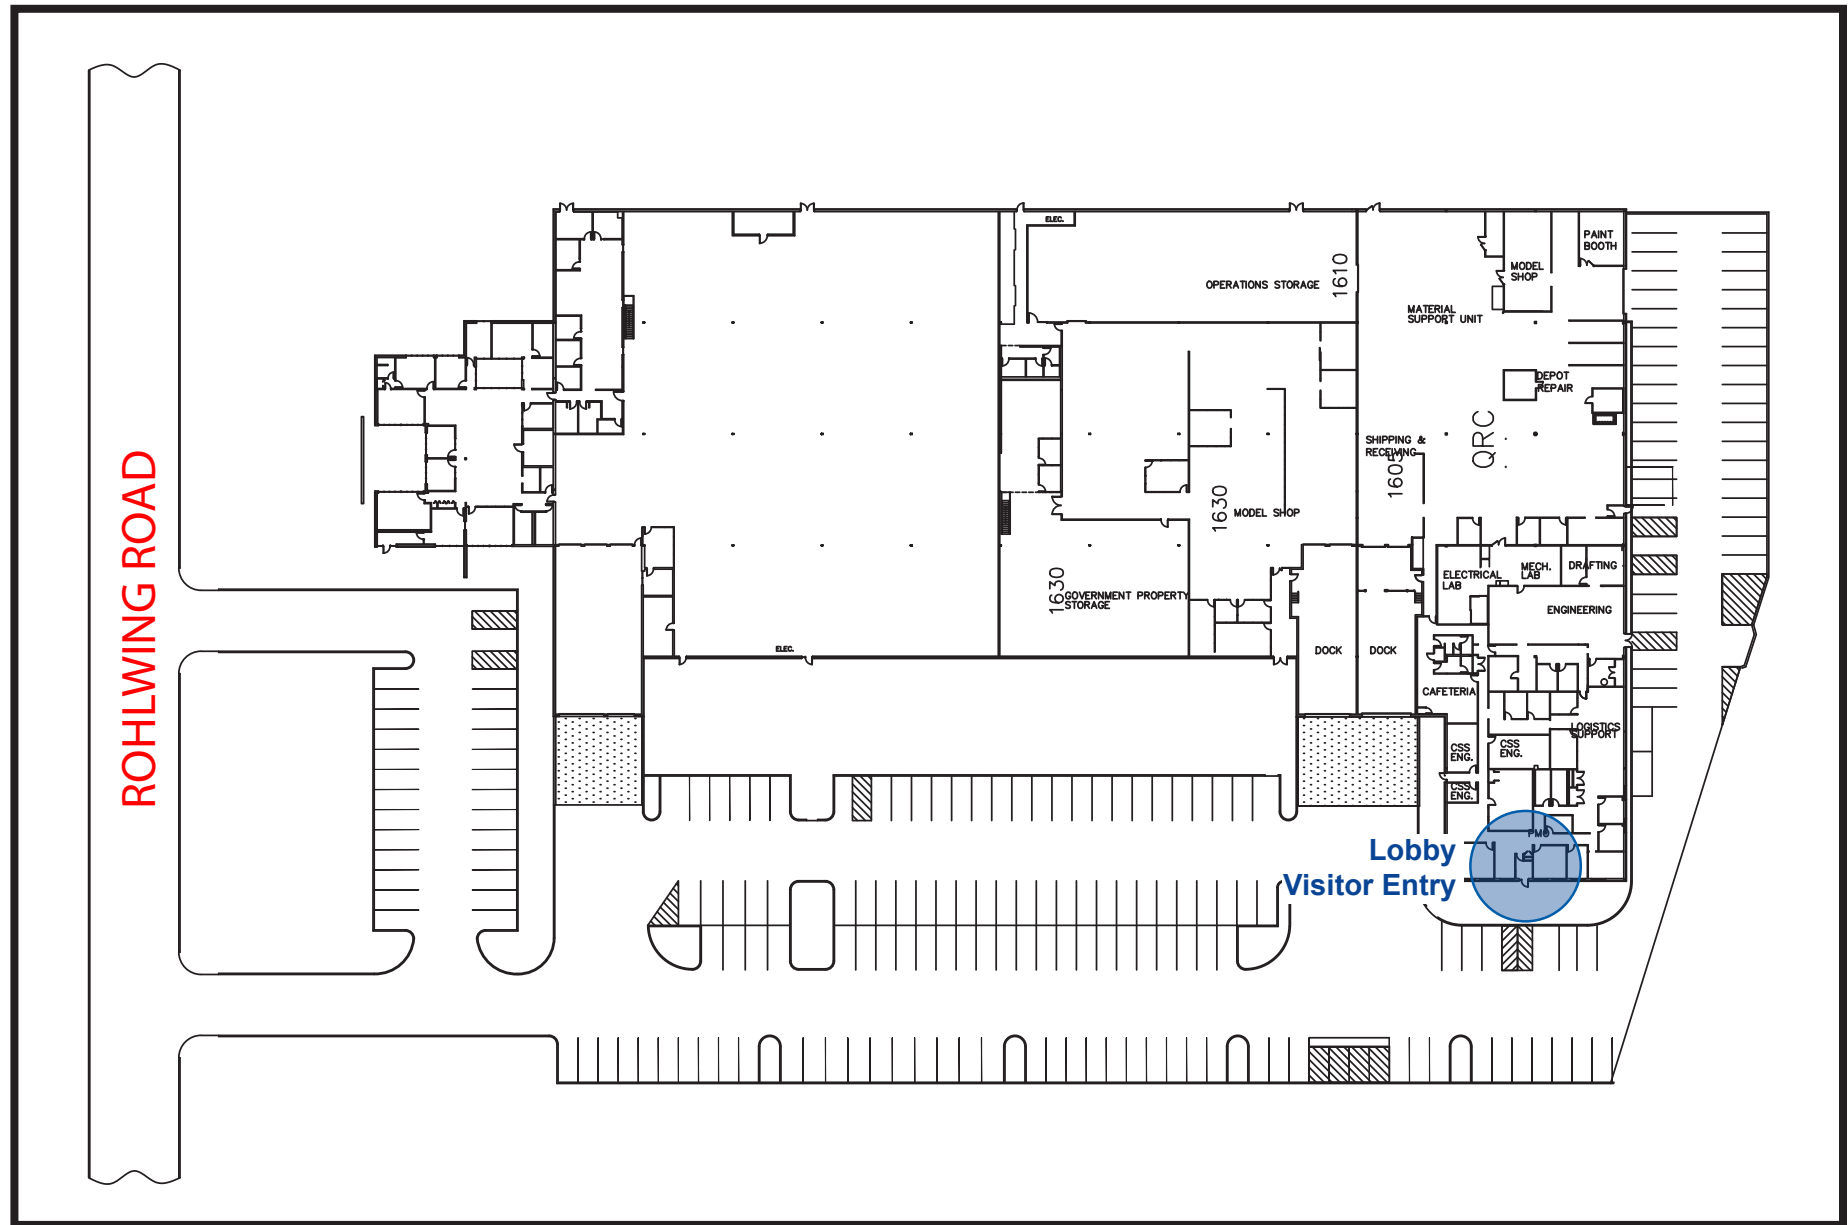 ELEC.
PAINT
BOOTH
MODEL
SHOP
OPERATIONS STORAGE
1610
MATERIAL
SUPPORT UNIT
DEPOT
REPAIR
QRC
SHIPPING &
RECEIVING
1605
1630
MODEL SHOP
ROHLWING ROAD
1630
GOVERNMENT PROPERTY
STORAGE
ELECTRICAL
LAB
MECH.
LAB
DRAFTING
ENGINEERING
ELEC.
DOCK
DOCK
CAFETERIA
LOGISTICS
SUPPORT
CSS
ENG.
CSS
ENG.
CSS
ENG.
PMO
Lobby
Visitor Entry